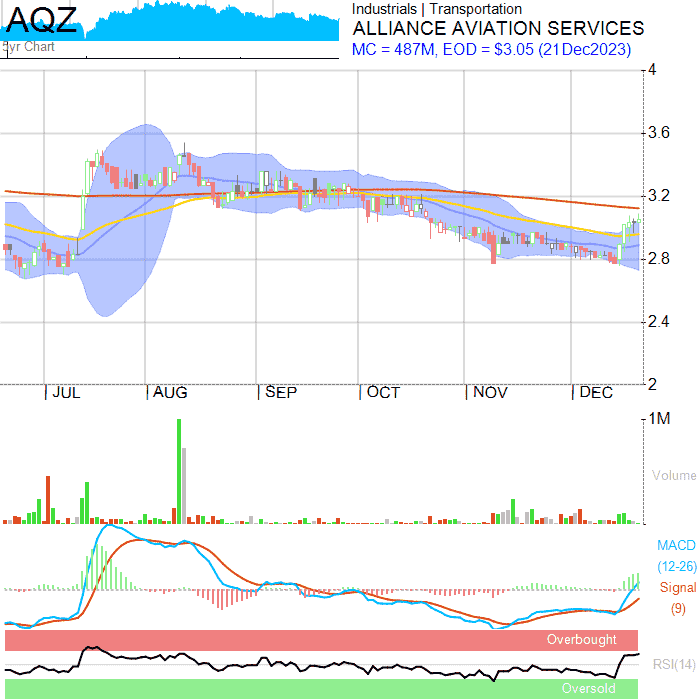 AQZ
5yr Chart
Industrials | Transportation
ALLIANCE AVIATION SERVICES
MC = 487M, EOD = $3.05 (21Dec2023)
4
3.6
3.2
2.8
2.4
2
JUL AUG SEP OCT NOV DEC
1M
Volume
MACD
(12-26)
Signal
(9)
Overbought
RSI(14)
Oversold